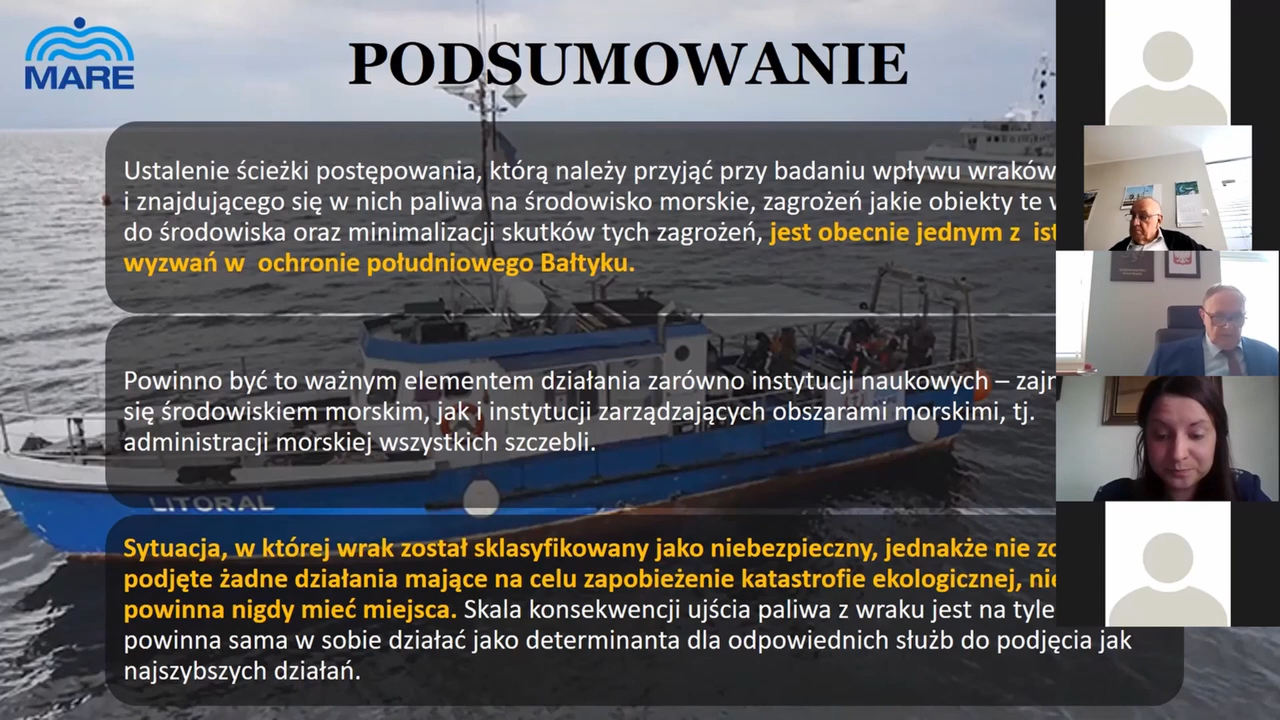 MARE
PODSUMOWANIE
Ustalenie ścieżki postępowania, którą należy przyjąć przy badaniu wpływu wraków
i znajdującego się w nich paliwa na środowisko morskie, zagrożeń jakie obiekty te
do środowiska oraz minimalizacji skutków tych zagrożeń, jest obecnie jednym z
wyzwań w ochronie południowego Bałtyku.
Powinno być to ważnym elementem działania zarówno instytucji naukowych –
się środowiskiem morskim, jak i instytucji zarządzających obszarami morskimi, tj.
administracji morskiej wszystkich szczebli.
LITORAL
Sytuacja, w której wrak został sklasyfikowany jako niebezpieczny, jednakże nie
podjęte żadne działania mające na celu zapobieżenie katastrofie ekologicznej, nie
powinna nigdy mieć miejsca. Skala konsekwencji ujścia paliwa z wraku jest na tyle
powinna sama w sobie działać jako determinanta dla odpowiednich służb do podjęcia jak
najszybszych działań.